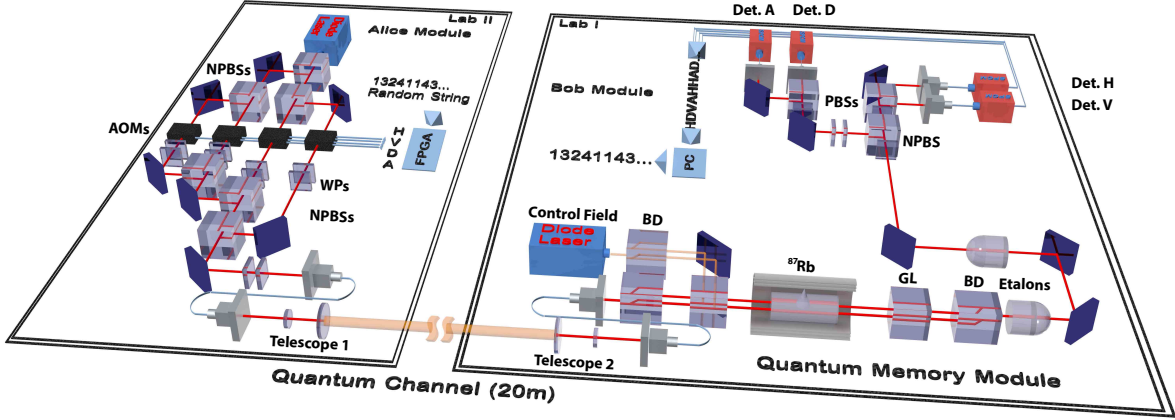 Lab II
Alice Module
Diode
Laser
NPBSs
13241143...
Random String
AOMs
H
V
D
A
FPGA
WPs
NPBSs
Telescope 1
Quantum Channel (20m)
Lab I
Bob Module
Det. A
Det. D
HDVAHHAD...
PC
13241143...
PBSs
NPBS
Det. H
Det. V
Control Field
Diode
Laser
BD
Telescope 2
⁸⁷Rb
GL
BD
Etalons
Quantum Memory Module